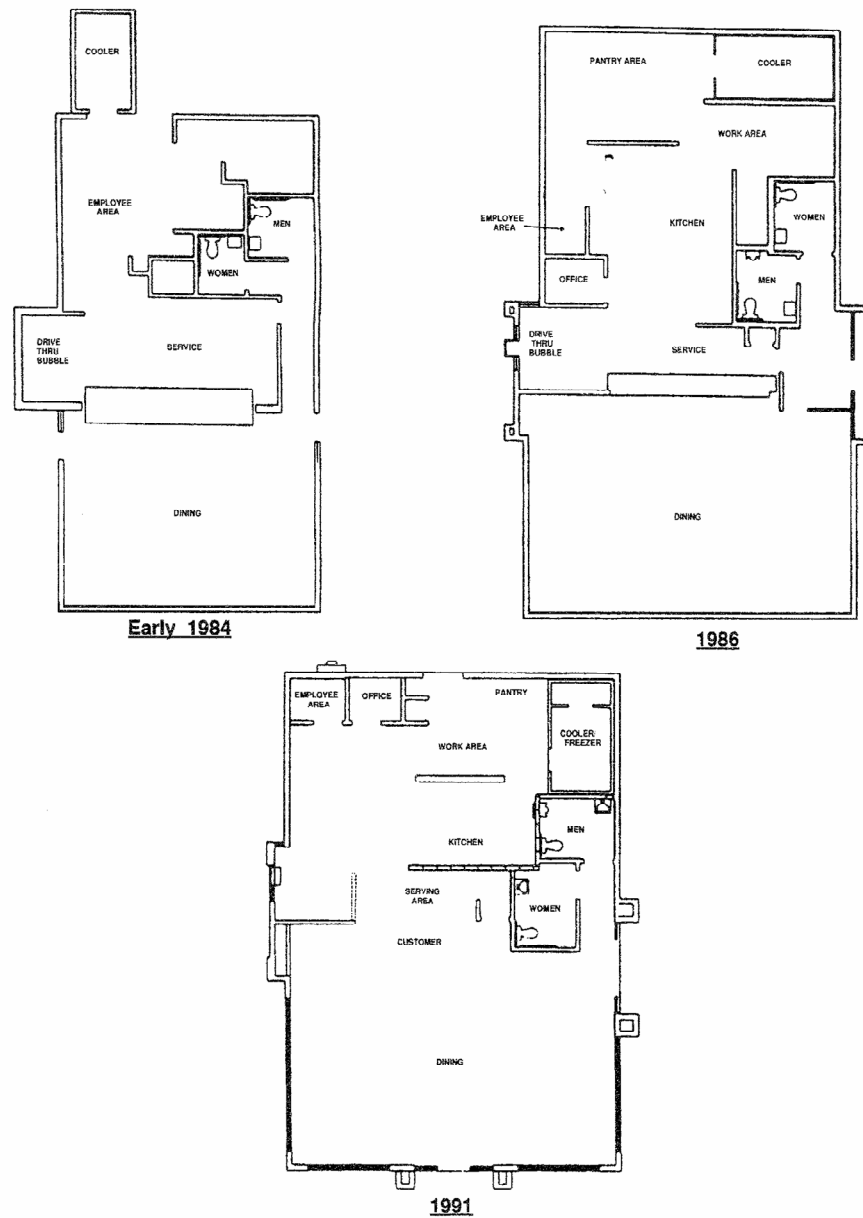 COOLER
EMPLOYEE
AREA
MEN
WOMEN
DRIVE
THRU
BUBBLE
SERVICE
DINING
Early 1984
PANTRY AREA
COOLER
WORK AREA
EMPLOYEE
AREA
KITCHEN
WOMEN
OFFICE
MEN
DRIVE
THRU
BUBBLE
SERVICE
DINING
1986
EMPLOYEE
AREA
OFFICE
PANTRY
WORK AREA
COOLER/
FREEZER
KITCHEN
MEN
SERVING
AREA
WOMEN
CUSTOMER
DINING
1991